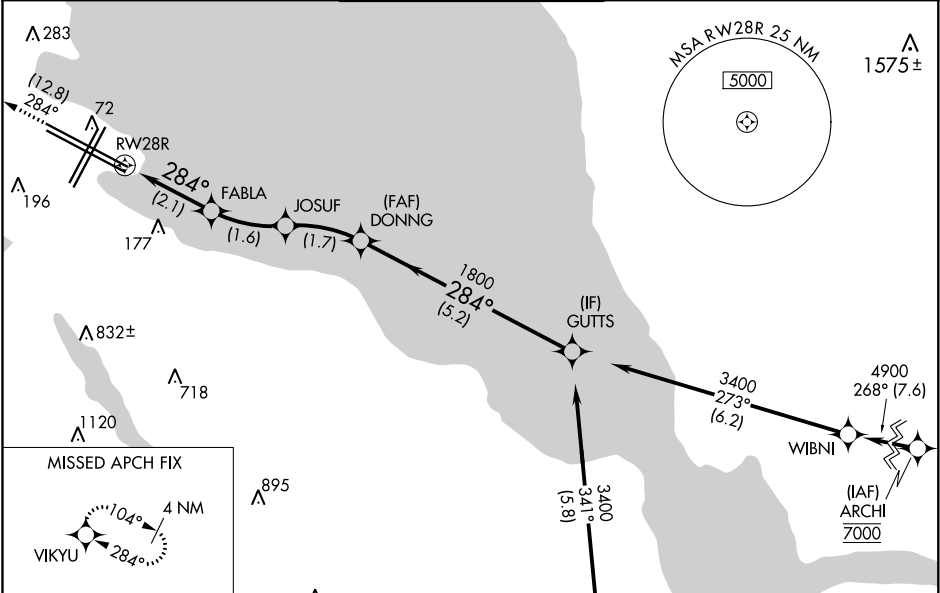 283
MSA RW28R 25 NM
5000
1575±
(12.8)
284°
72
RW28R
196
284°
(2.1)
FABLA
177
(1.6)
JOSUF
(1.7)
(FAF)
DONNG
1800
284°
(5.2)
(IF)
GUTTS
832±
718
1120
3400
273°
(6.2)
4900
268° (7.6)
WIBNI
(IAF)
ARCHI
7000
3400
341°
(5.8)
895
MISSED APCH FIX
104°
4 NM
VIKYU
284°